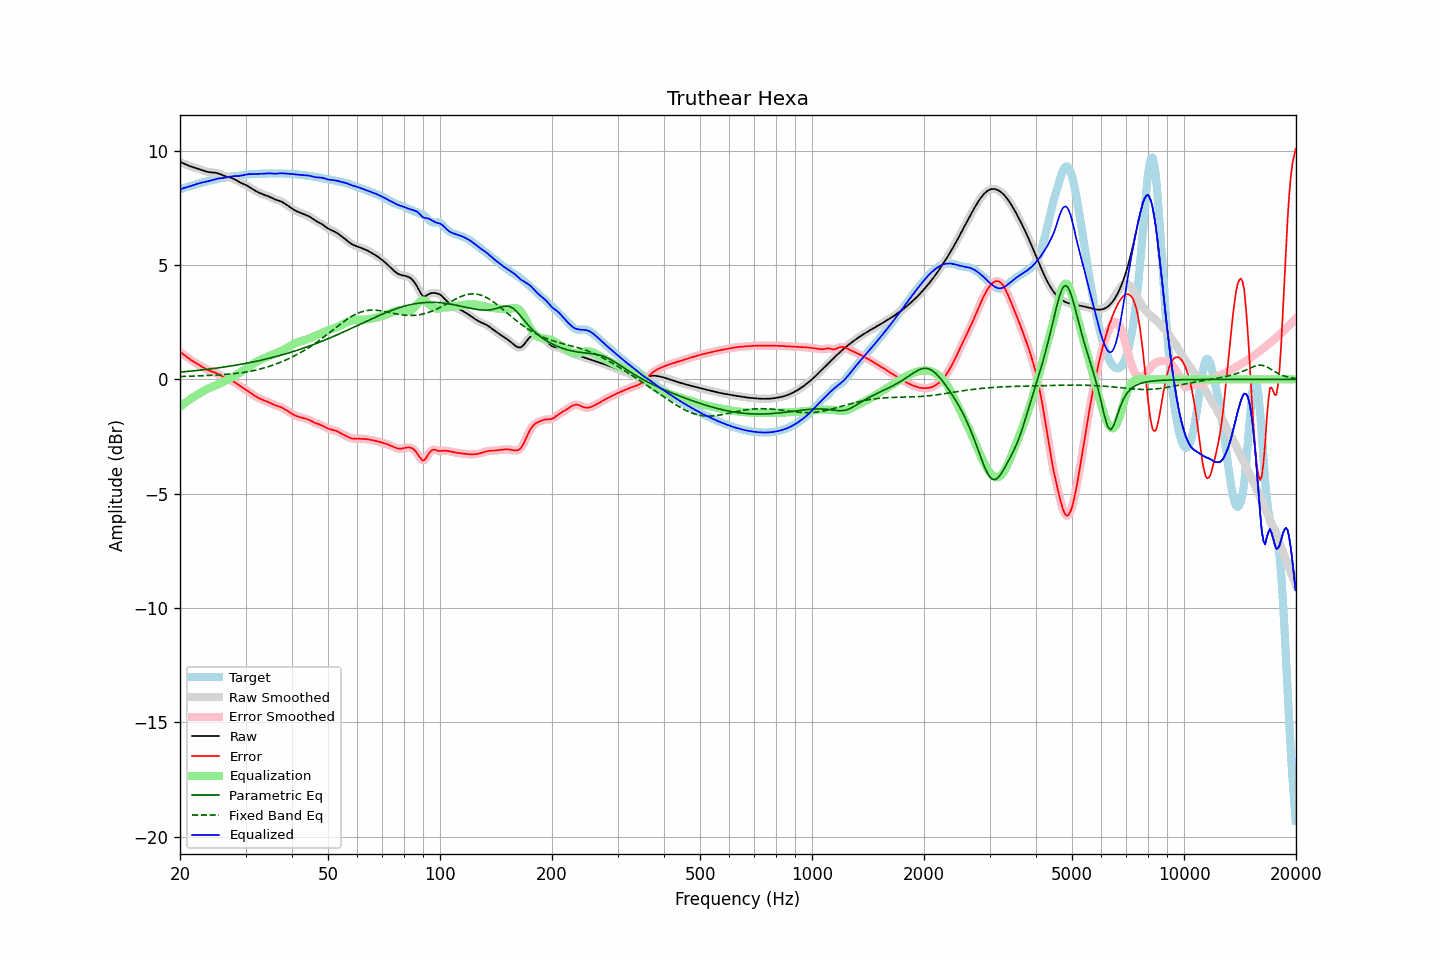 Truthear Hexa
10
5
0
−5
−10
−15
−20
Amplitude (dBr)
Target
Raw Smoothed
Error Smoothed
Raw
Error
Equalization
Parametric Eq
Fixed Band Eq
Equalized
20 50 100 200 500 1000 2000 5000 10000 20000
Frequency (Hz)